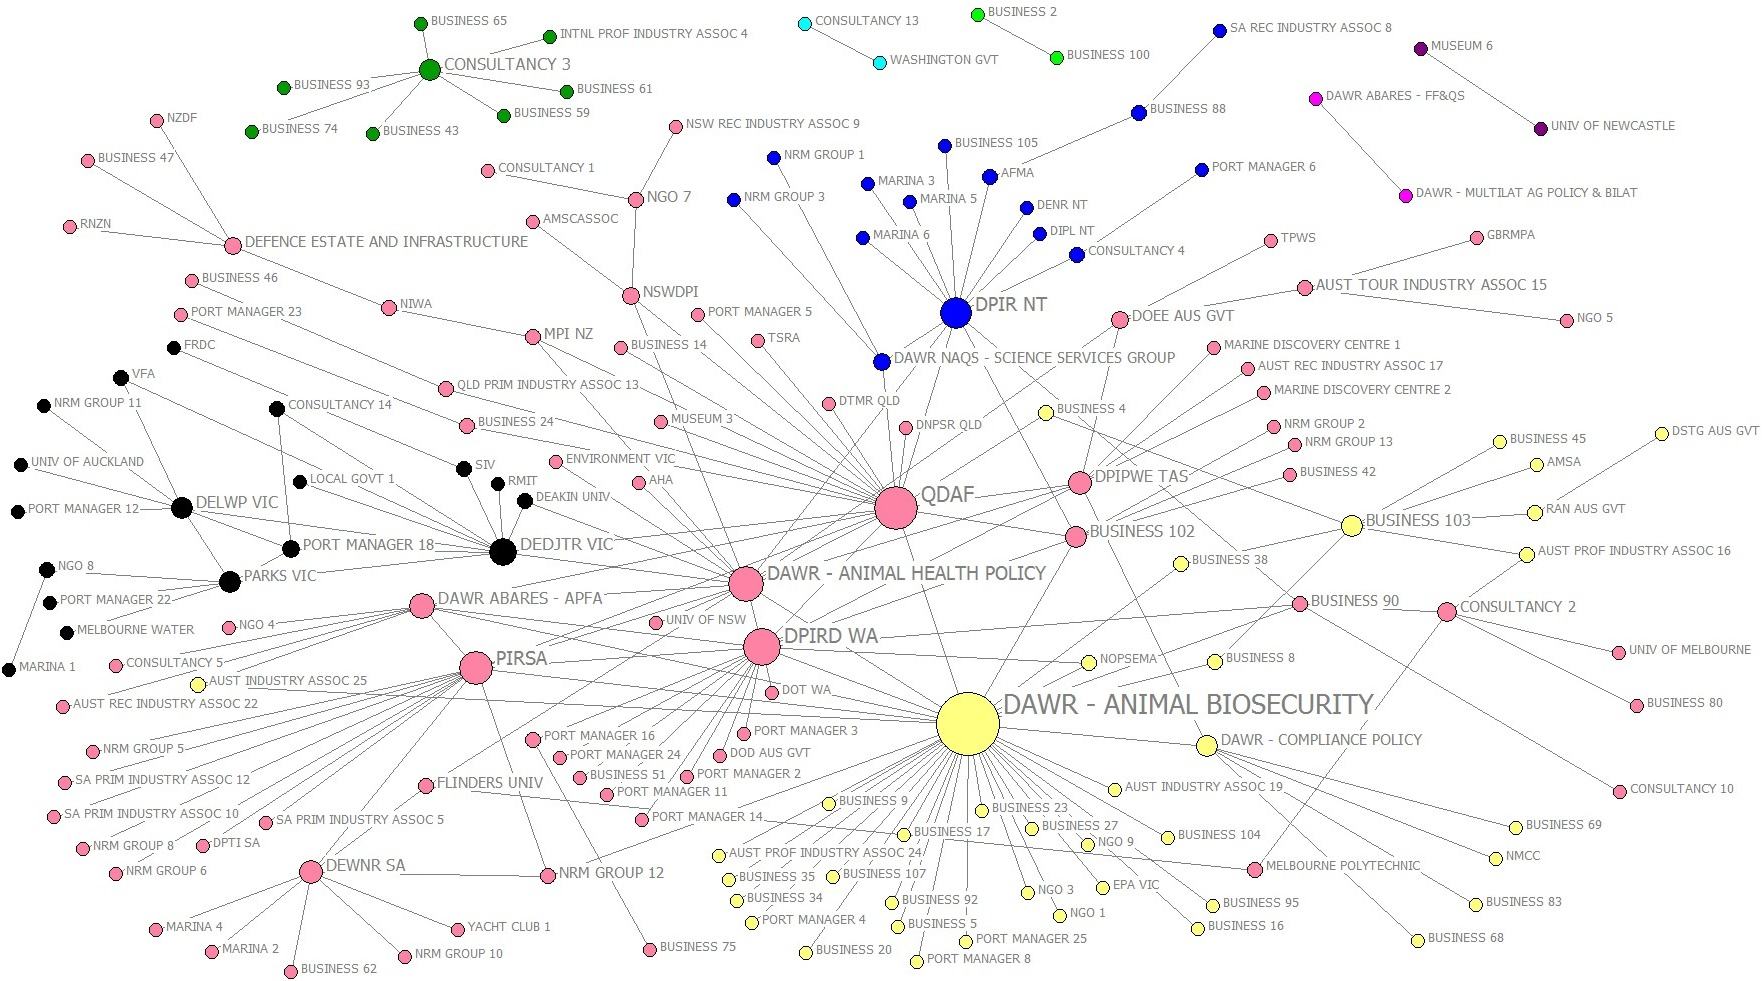 BUSINESS 65
INTNL PROF INDUSTRY ASSOC 4
CONSULTANCY 3
BUSINESS 93
BUSINESS 61
BUSINESS 59
BUSINESS 74
BUSINESS 43
CONSULTANCY 13
WASHINGTON GVT
BUSINESS 2
BUSINESS 100
SA REC INDUSTRY ASSOC 8
BUSINESS 88
MUSEUM 6
UNIV OF NEWCASTLE
DAWR ABARES - FF&QS
DAWR - MULTILAT AG POLICY & BILAT
NZDF
BUSINESS 47
RNZN
DEFENCE ESTATE AND INFRASTRUCTURE
NSW REC INDUSTRY ASSOC 9
CONSULTANCY 1
NGO 7
AMSCASSOC
NRM GROUP 1
NRM GROUP 3
BUSINESS 105
MARINA 3
MARINA 5
AFMA
MARINA 6
DENR NT
DIPL NT
PORT MANAGER 6
CONSULTANCY 4
TPWS
GBRMPA
AUST TOUR INDUSTRY ASSOC 15
NGO 5
BUSINESS 46
PORT MANAGER 23
NIWA
MPI NZ
NSWDPI
PORT MANAGER 5
TSRA
BUSINESS 14
DPIR NT
DOEE AUS GVT
DAWR NAQS - SCIENCE SERVICES GROUP
MARINE DISCOVERY CENTRE 1
AUST REC INDUSTRY ASSOC 17
MARINE DISCOVERY CENTRE 2
FRDC
VFA
NRM GROUP 11
CONSULTANCY 14
QLD PRIM INDUSTRY ASSOC 13
BUSINESS 24
MUSEUM 3
DTMR QLD
DNPSR QLD
BUSINESS 4
NRM GROUP 2
NRM GROUP 13
BUSINESS 42
BUSINESS 45
DSTG AUS GVT
AMSA
RAN AUS GVT
BUSINESS 103
AUST PROF INDUSTRY ASSOC 16
UNIV OF AUCKLAND
LOCAL GOVT 1
SIV
RMIT
DEAKIN UNIV
ENVIRONMENT VIC
AHA
QDAF
DPIPWE TAS
BUSINESS 102
BUSINESS 38
DELWP VIC
PORT MANAGER 12
PORT MANAGER 18
DEDJTR VIC
PARKS VIC
NGO 8
PORT MANAGER 22
MELBOURNE WATER
MARINA 1
DAWR - ANIMAL HEALTH POLICY
DAWR ABARES - APFA
UNIV OF NSW
DPIRD WA
BUSINESS 90
CONSULTANCY 2
UNIV OF MELBOURNE
BUSINESS 80
NGO 4
CONSULTANCY 5
PIRSA
AUST INDUSTRY ASSOC 25
AUST REC INDUSTRY ASSOC 22
NOPSEMA
BUSINESS 8
DOT WA
DAWR - ANIMAL BIOSECURITY
DAWR - COMPLIANCE POLICY
NRM GROUP 5
PORT MANAGER 16
PORT MANAGER 3
PORT MANAGER 24
DOD AUS GVT
BUSINESS 51
PORT MANAGER 2
PORT MANAGER 11
SA PRIM INDUSTRY ASSOC 12
FLINDERS UNIV
AUST INDUSTRY ASSOC 19
CONSULTANCY 10
SA PRIM INDUSTRY ASSOC 10
SA PRIM INDUSTRY ASSOC 5
PORT MANAGER 14
BUSINESS 9
BUSINESS 23
BUSINESS 17
BUSINESS 27
BUSINESS 104
BUSINESS 69
NRM GROUP 8
DPTI SA
NGO 9
AUST PROF INDUSTRY ASSOC 24
NMCC
NRM GROUP 6
DEWNR SA
NRM GROUP 12
BUSINESS 35
BUSINESS 107
MELBOURNE POLYTECHNIC
NGO 3
EPA VIC
BUSINESS 34
BUSINESS 92
BUSINESS 95
BUSINESS 83
NGO 1
PORT MANAGER 4
BUSINESS 5
BUSINESS 16
MARINA 4
YACHT CLUB 1
PORT MANAGER 25
BUSINESS 68
MARINA 2
NRM GROUP 10
BUSINESS 75
BUSINESS 20
PORT MANAGER 8
BUSINESS 62